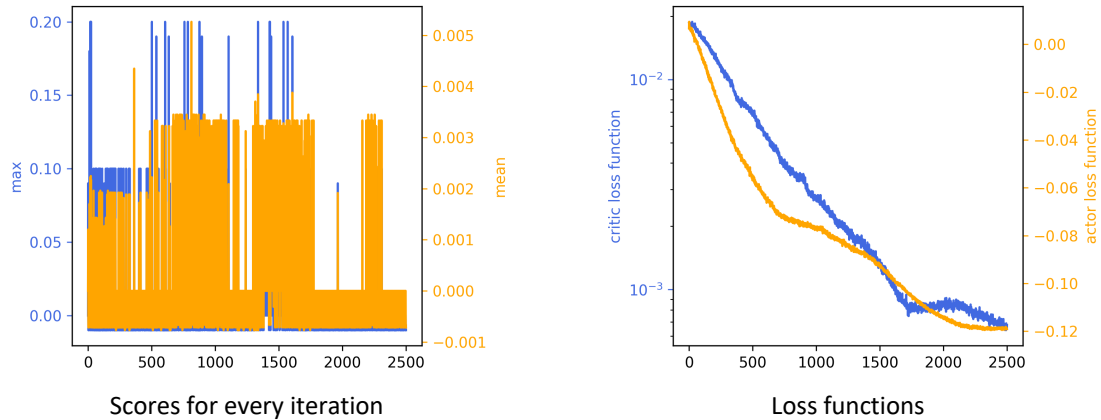 0.20
0.15
0.10
0.05
0.00
max
0.005
0.004
0.003
0.002
0.001
0.000
−0.001
mean
0 500 1000 1500 2000 2500
Scores for every iteration
10⁻²
10⁻³
critic loss function
0.00
−0.02
−0.04
−0.06
−0.08
−0.10
−0.12
actor loss function
0 500 1000 1500 2000 2500
Loss functions